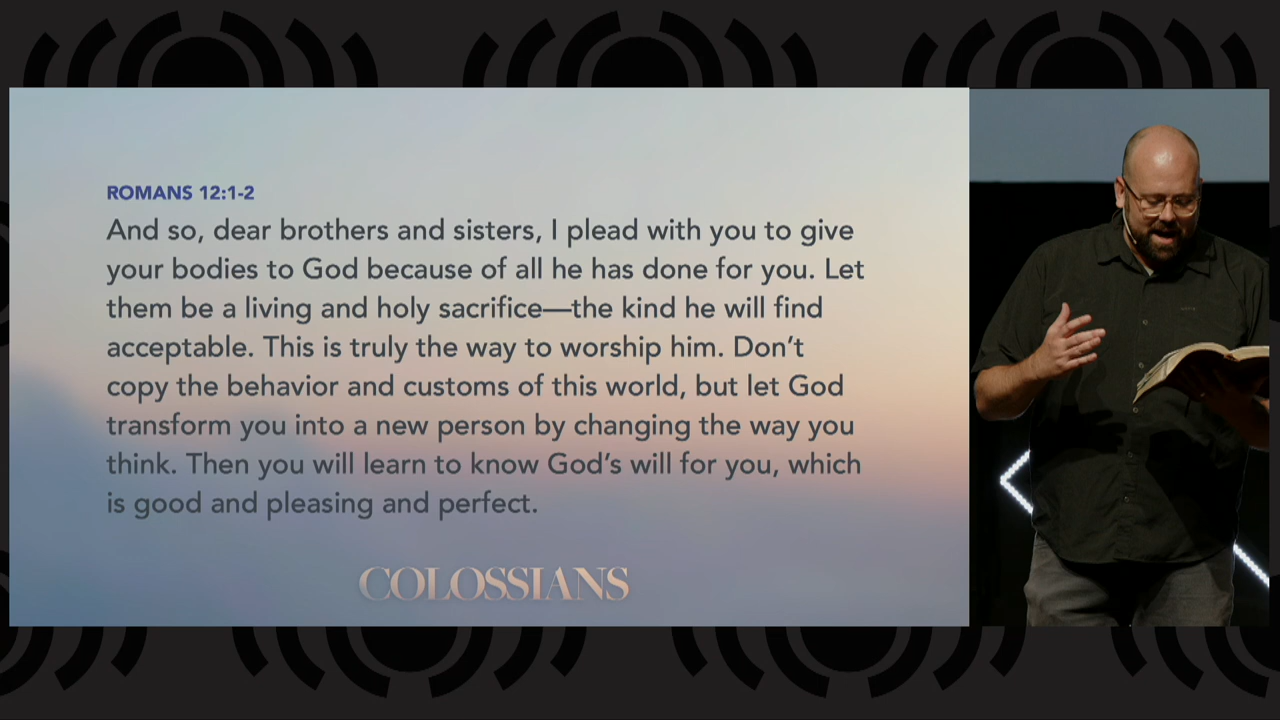 ROMANS 12:1-2
And so, dear brothers and sisters, I plead with you to give
your bodies to God because of all he has done for you. Let
them be a living and holy sacrifice—the kind he will find
acceptable. This is truly the way to worship him. Don’t
copy the behavior and customs of this world, but let God
transform you into a new person by changing the way you
think. Then you will learn to know God’s will for you, which
is good and pleasing and perfect.
COLOSSIANS